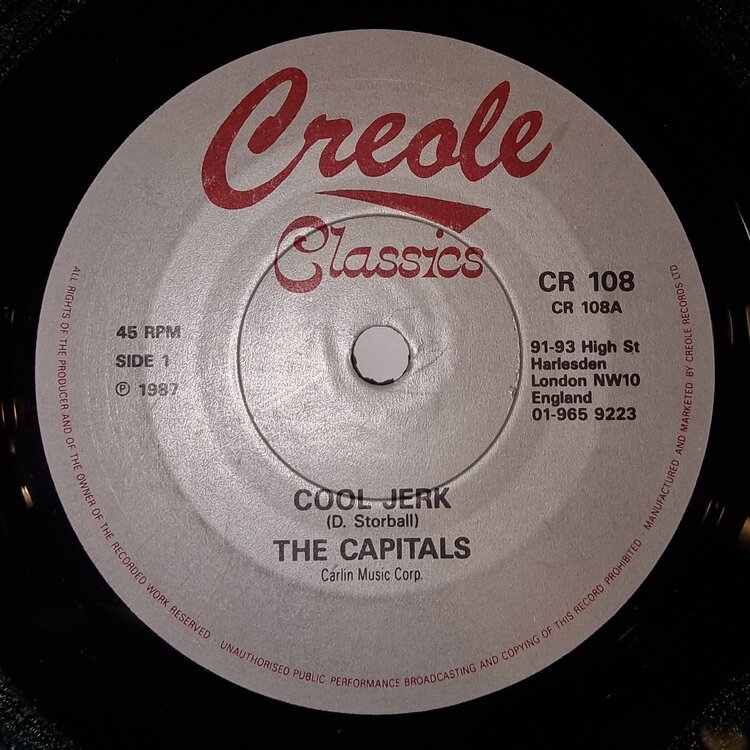 Creole
Classics
CR 108
CR 108A
45 RPM
SIDE 1
℗ 1987
91-93 High St
Harlesden
London NW10
England
01-965 9223
COOL JERK
(D. Storball)
THE CAPITALS
Carlin Music Corp.
ALL RIGHTS OF THE PRODUCER AND OF THE OWNER OF THE RECORDED WORK RESERVED · UNAUTHORISED PUBLIC PERFORMANCE BROADCASTING AND COPYING OF THIS RECORD PROHIBITED · MANUFACTURED AND MARKETED BY CREOLE RECORDS LTD